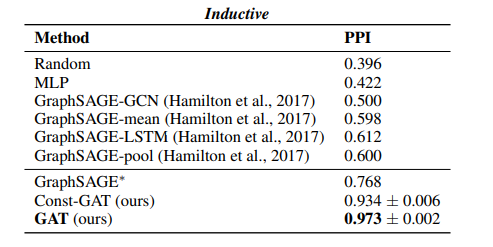 Inductive
Method PPI
Random 0.396
MLP 0.422
GraphSAGE-GCN (Hamilton et al., 2017) 0.500
GraphSAGE-mean (Hamilton et al., 2017) 0.598
GraphSAGE-LSTM (Hamilton et al., 2017) 0.612
GraphSAGE-pool (Hamilton et al., 2017) 0.600
GraphSAGE* 0.768
Const-GAT (ours) 0.934 ± 0.006
GAT (ours) 0.973 ± 0.002